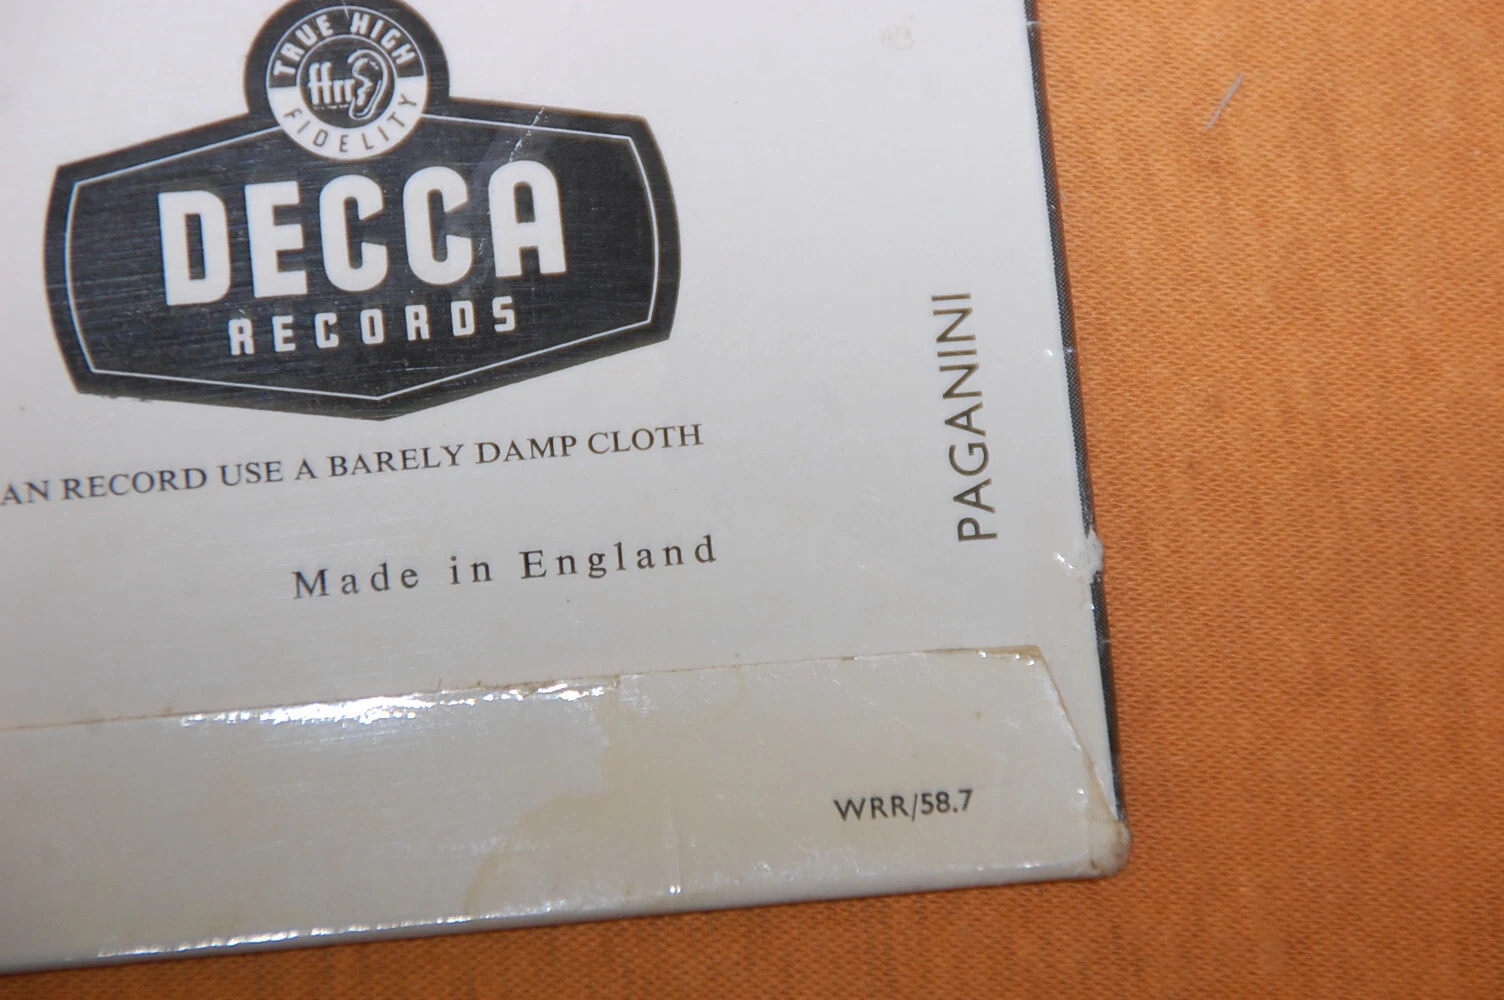 TRUE HIGH
ffrr
FIDELITY
DECCA
RECORDS
AN RECORD USE A BARELY DAMP CLOTH
Made in England
PAGANINI
WRR/58.7